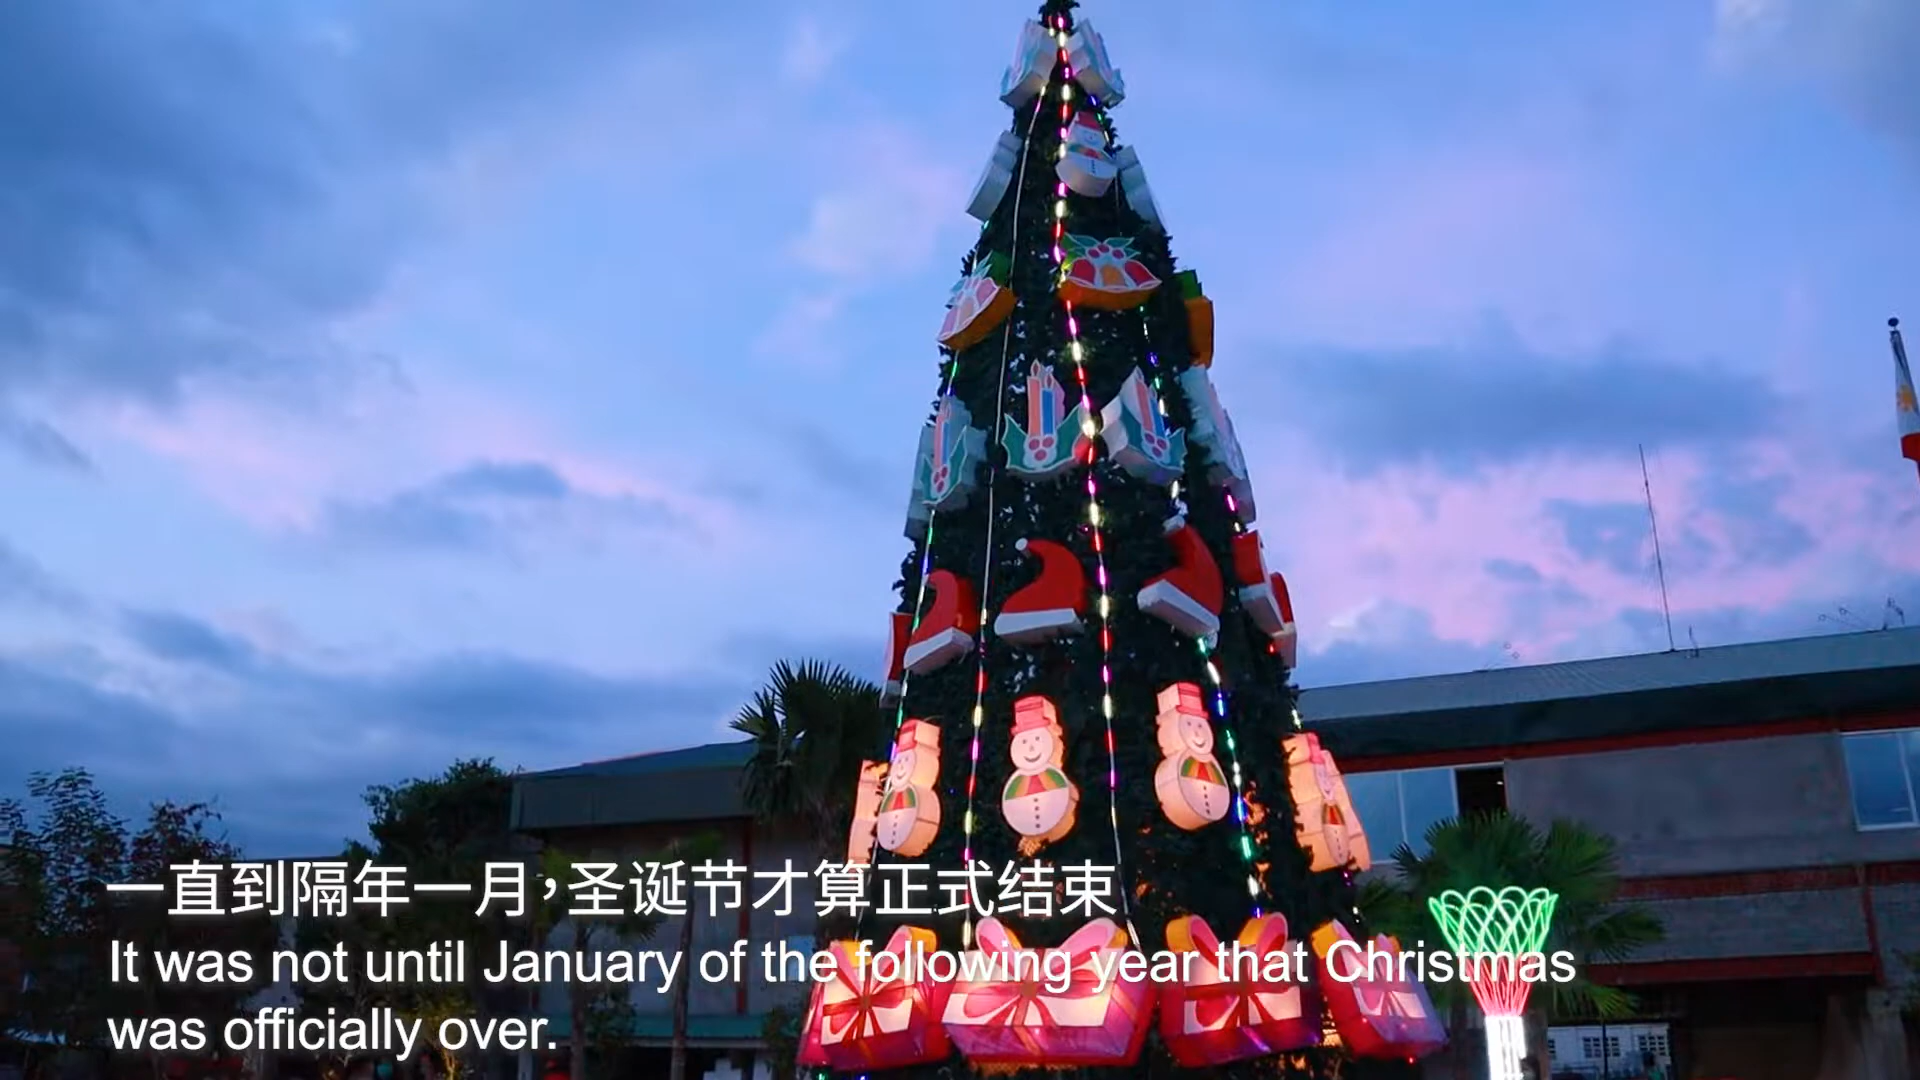 一直到隔年一月，圣诞节才算正式结束
It was not until January of the following year that Christmas
was officially over.